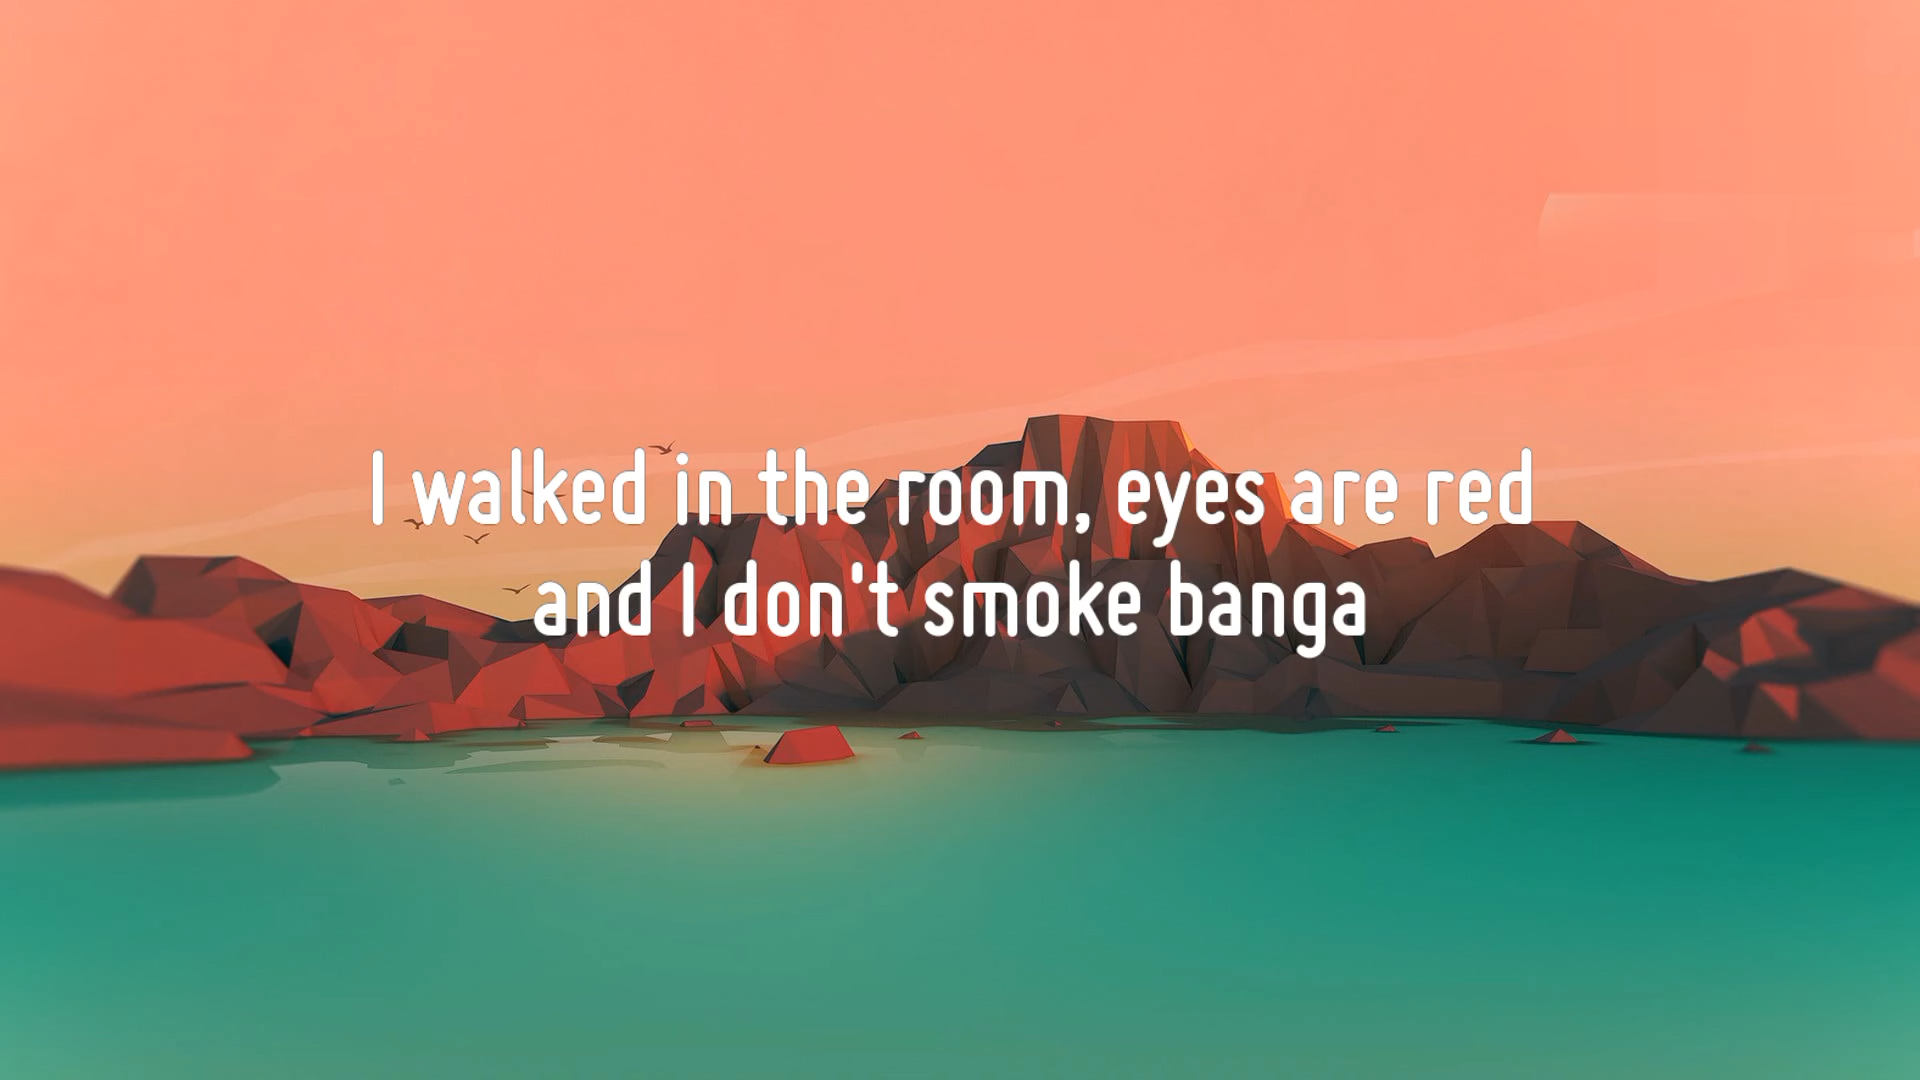 I walked in the room, eyes are red
and I don't smoke banga